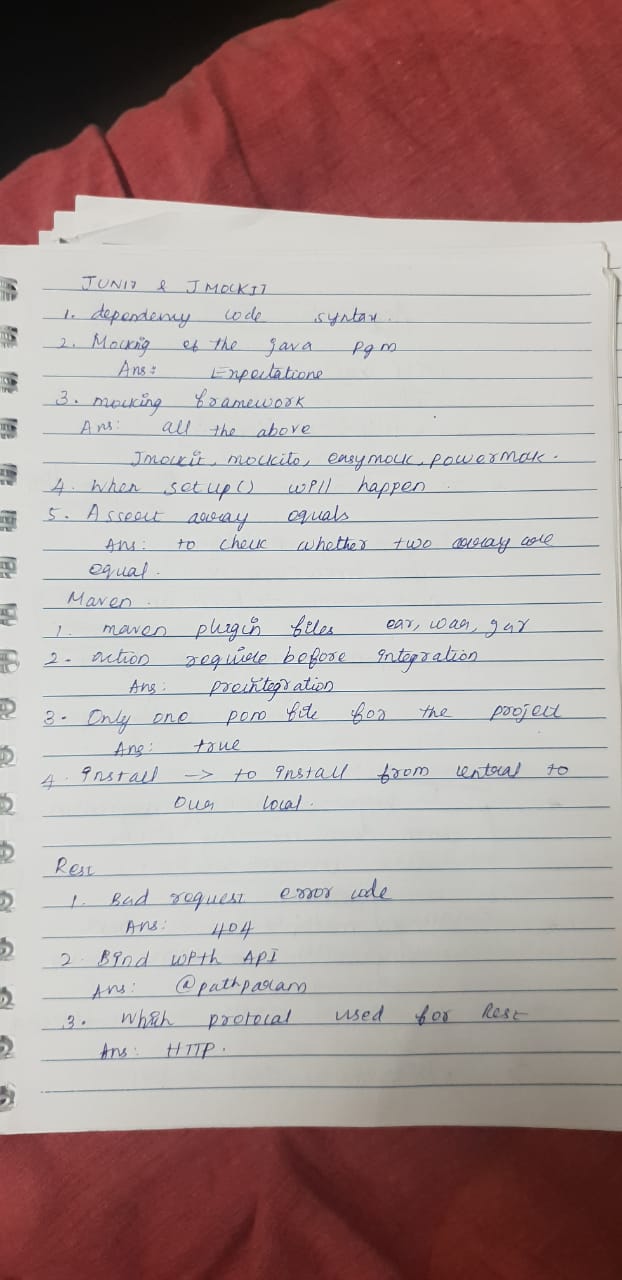 JUNIT & JMOCKIT
1. dependency code syntax.
2. Mocking of the java pgm
Ans: Expectations
3. mocking framework
Ans: all the above
Jmockit, mockito, easymock, powermock.
4. When setup() will happen.
5. Assert array equals
Ans: to check whether two array are
equal.
Maven.
1. maven plugin files ear, war, jar
2. action require before integration
Ans: preintegration
3. Only one pom file for the project
Ans: true
4. Install -> to install from central to
Our local.
Rest
1. Bad request error code
Ans: 404
2. Bind with API
Ans: @pathparam
3. Which protocal used for Rest
Ans: HTTP.